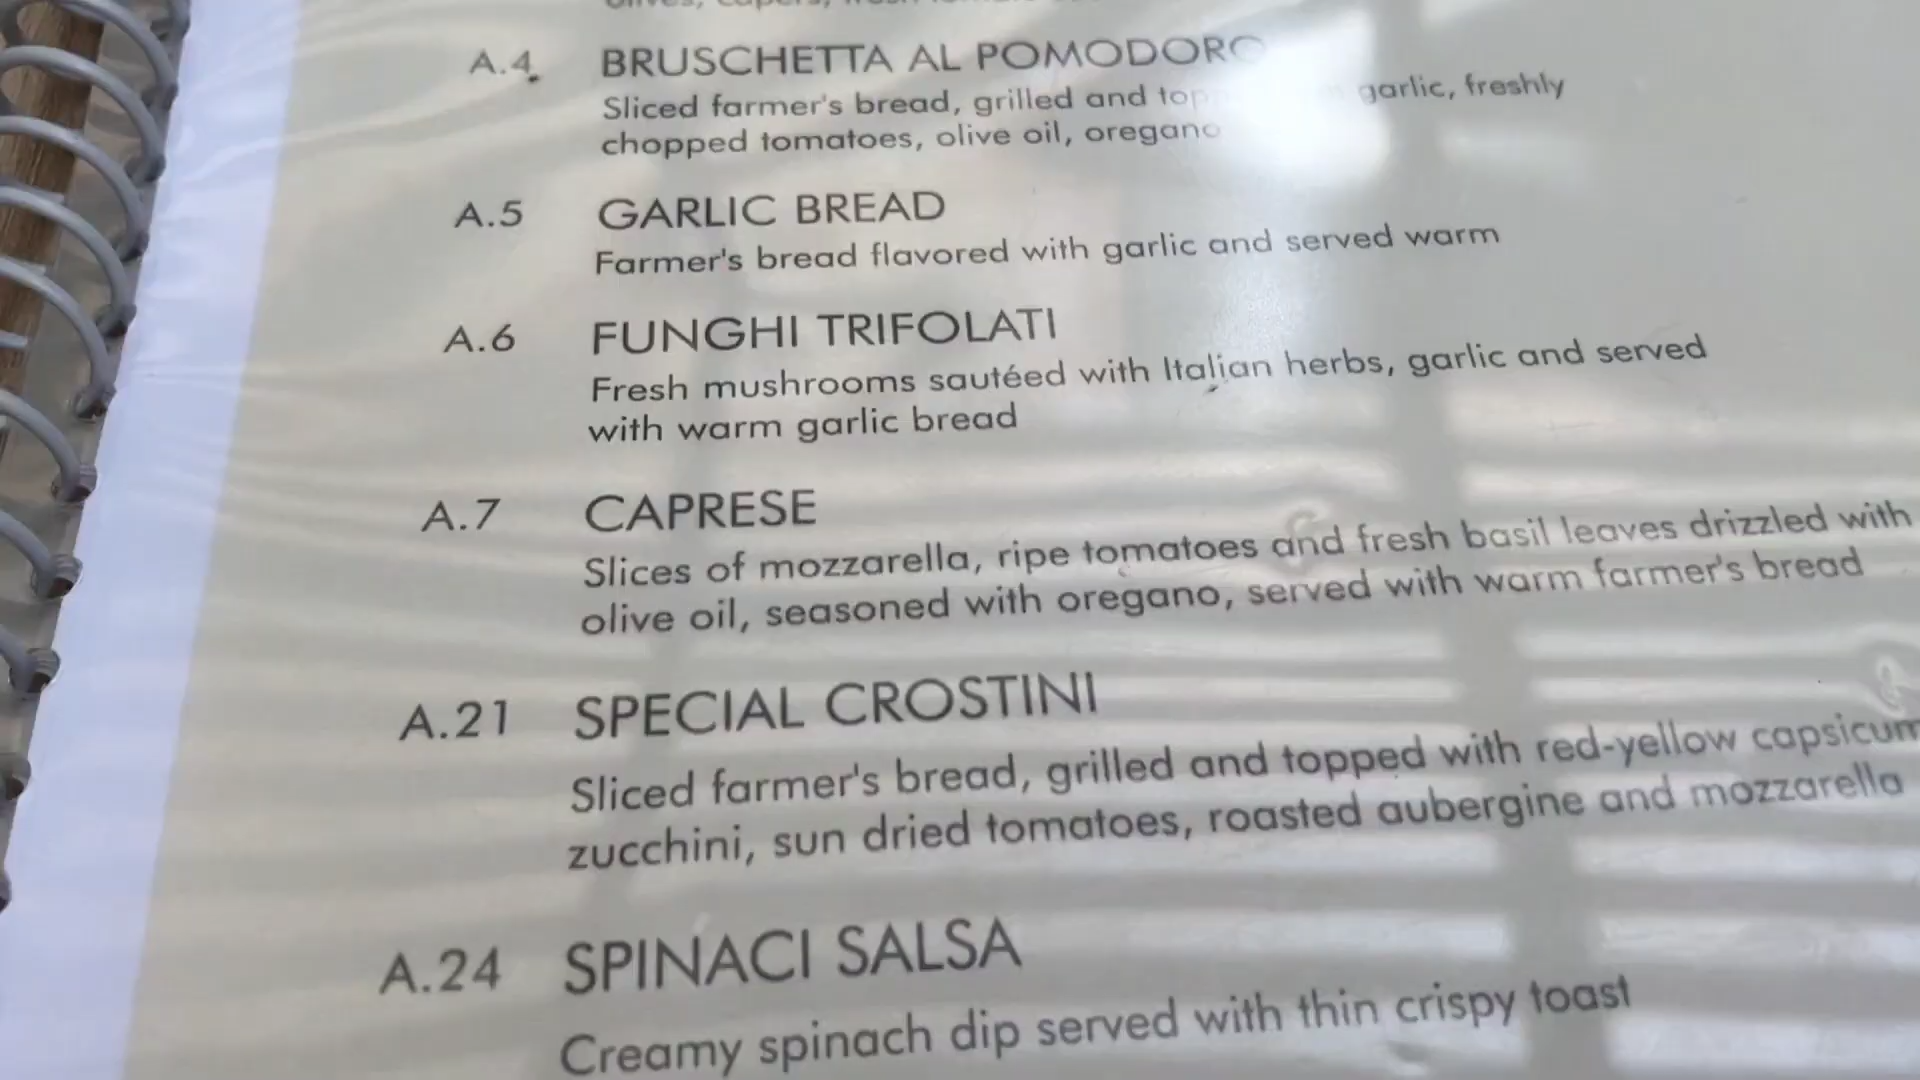 A.4 BRUSCHETTA AL POMODORO
Sliced farmer's bread, grilled and garlic, freshly
chopped tomatoes, olive oil, oregano
A.5 GARLIC BREAD
Farmer's bread flavored with garlic and served warm
A.6 FUNGHI TRIFOLATI
Fresh mushrooms sautéed with Italian herbs, garlic and served
with warm garlic bread
A.7 CAPRESE
Slices of mozzarella, ripe tomatoes and fresh basil leaves drizzled with
olive oil, seasoned with oregano, served with warm farmer's bread
A.21 SPECIAL CROSTINI
Sliced farmer's bread, grilled and topped with red-yellow capsicum
zucchini, sun dried tomatoes, roasted aubergine and mozzarella
A.24 SPINACI SALSA
Creamy spinach dip served with thin crispy toast